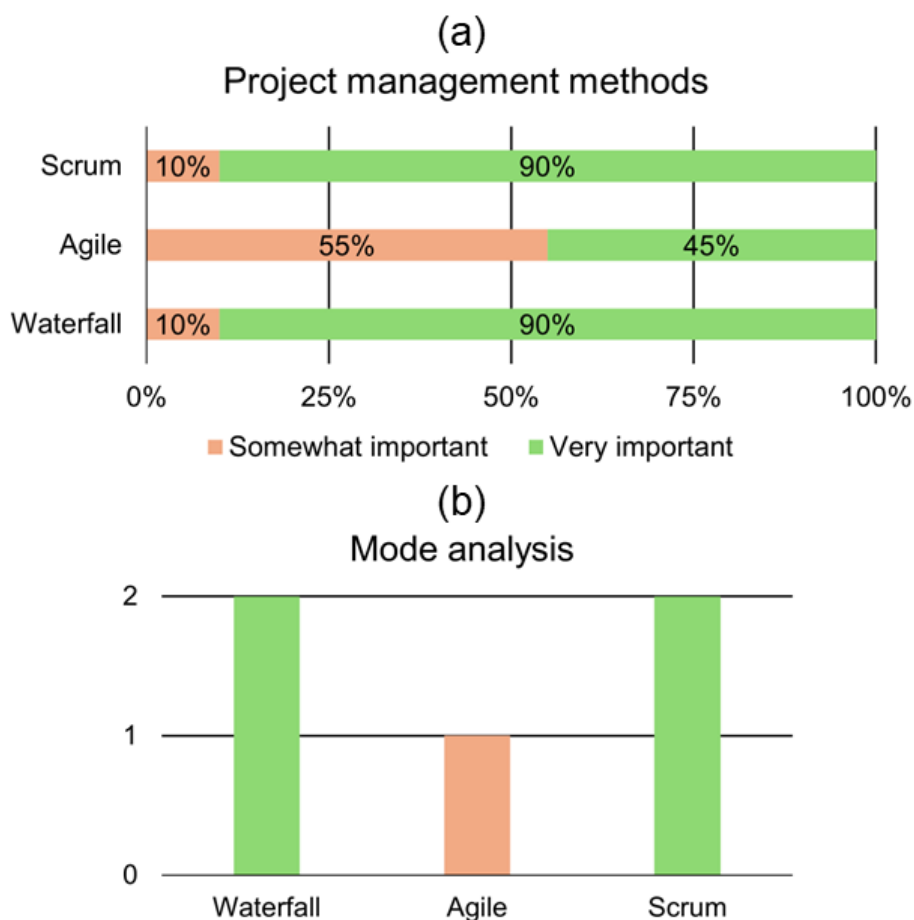 (a)
Project management methods
Scrum 10% 90%
Agile 55% 45%
Waterfall 10% 90%
0% 25% 50% 75% 100%
Somewhat important Very important
(b)
Mode analysis
2
1
0
Waterfall Agile Scrum